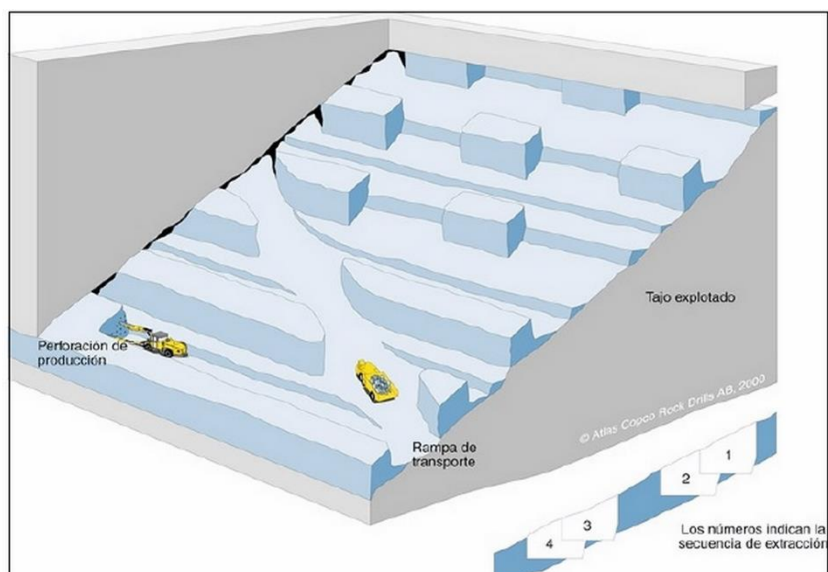 Tajo explotado
Perforación de
producción
Rampa de
transporte
© Atlas Copco Rock Drills AB, 2000
1
2
3
4
Los números indican la
secuencia de extracción